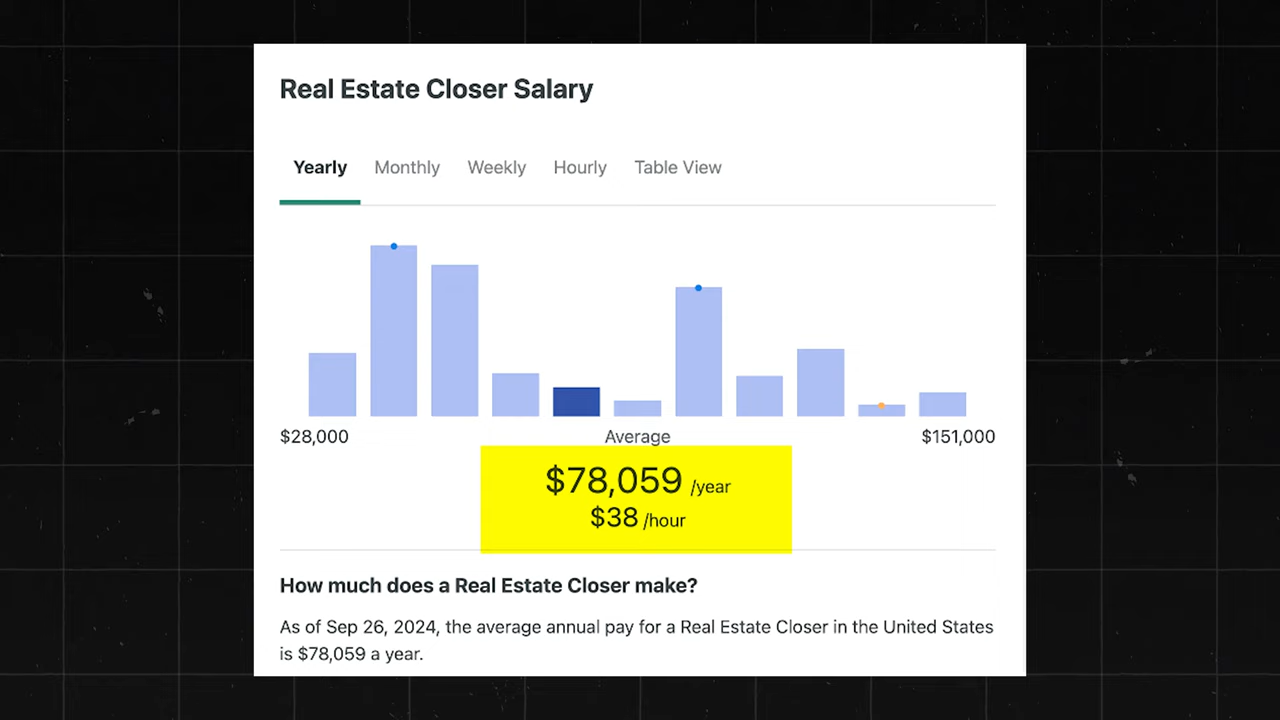 Real Estate Closer Salary
Yearly Monthly Weekly Hourly Table View
$28,000 Average $151,000
$78,059 /year
$38 /hour
How much does a Real Estate Closer make?
As of Sep 26, 2024, the average annual pay for a Real Estate Closer in the United States
is $78,059 a year.